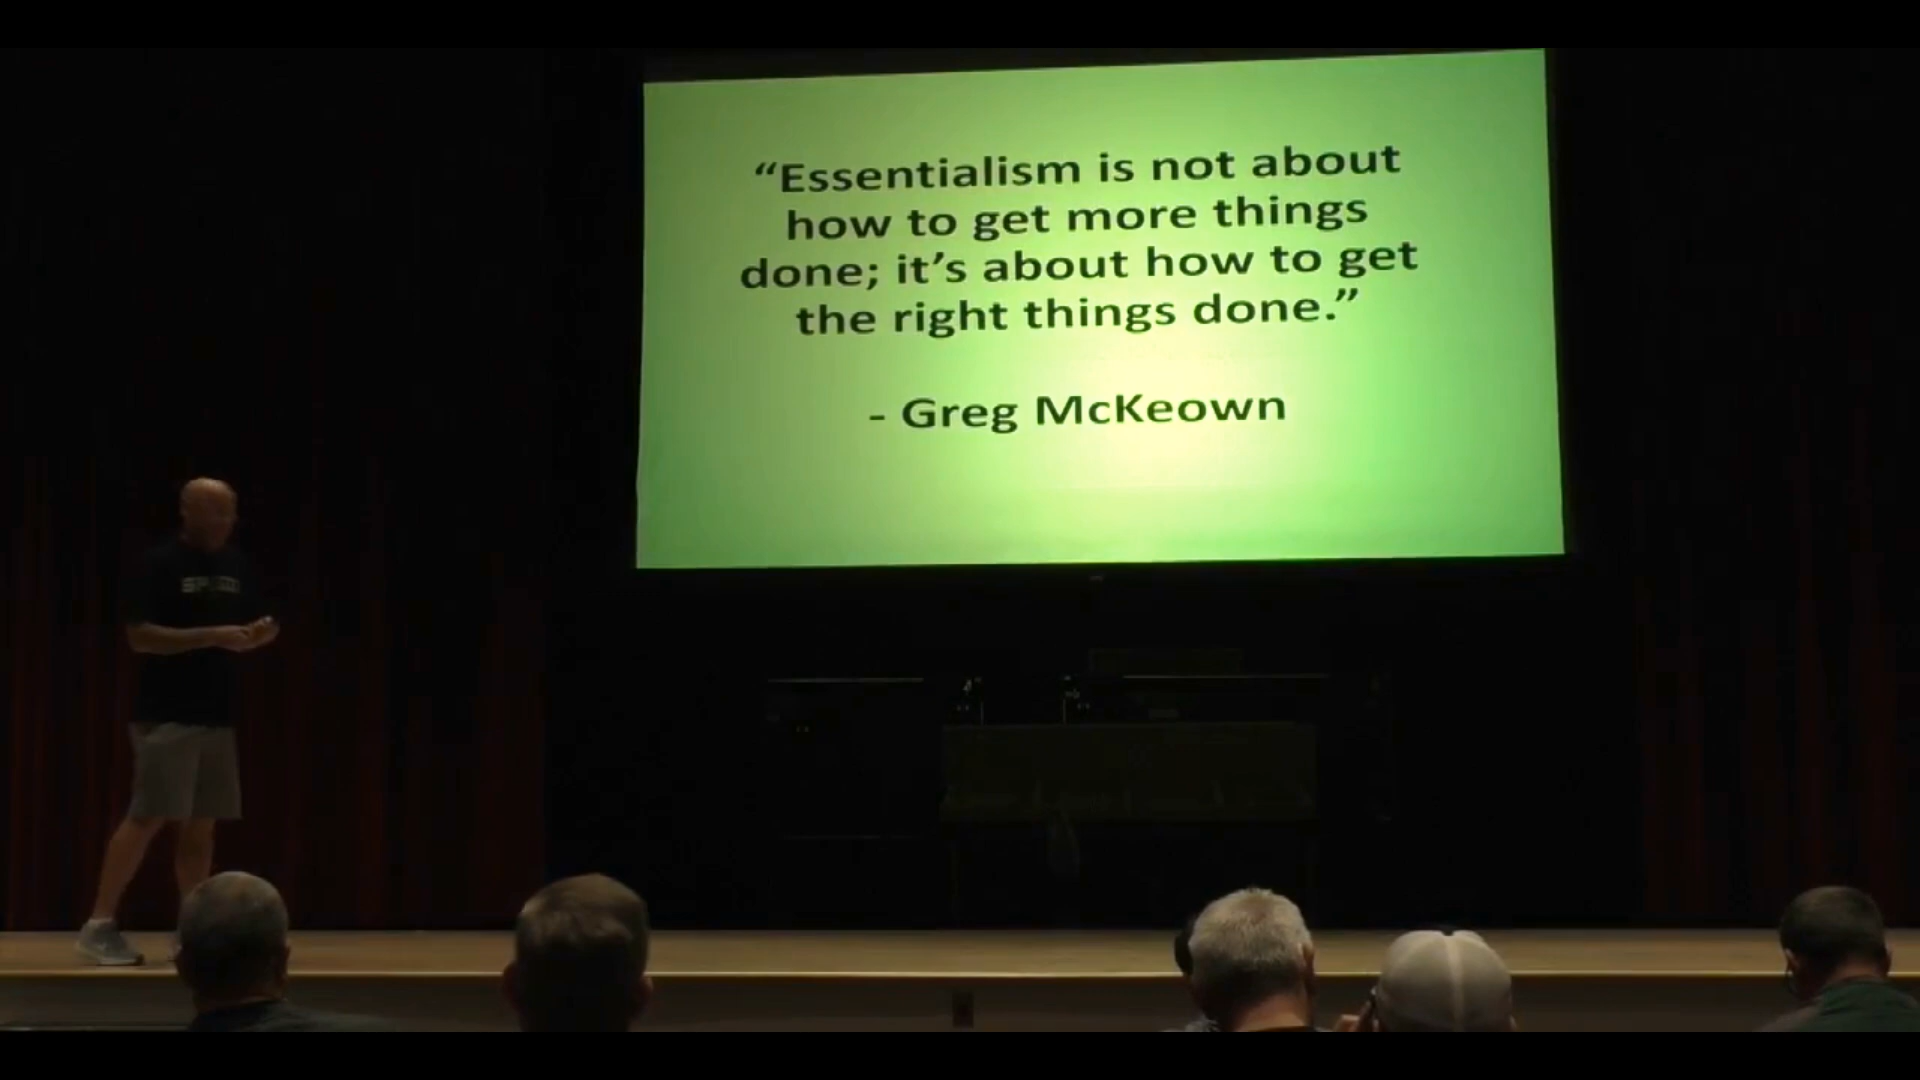 “Essentialism is not about
how to get more things
done; it’s about how to get
the right things done.”
- Greg McKeown